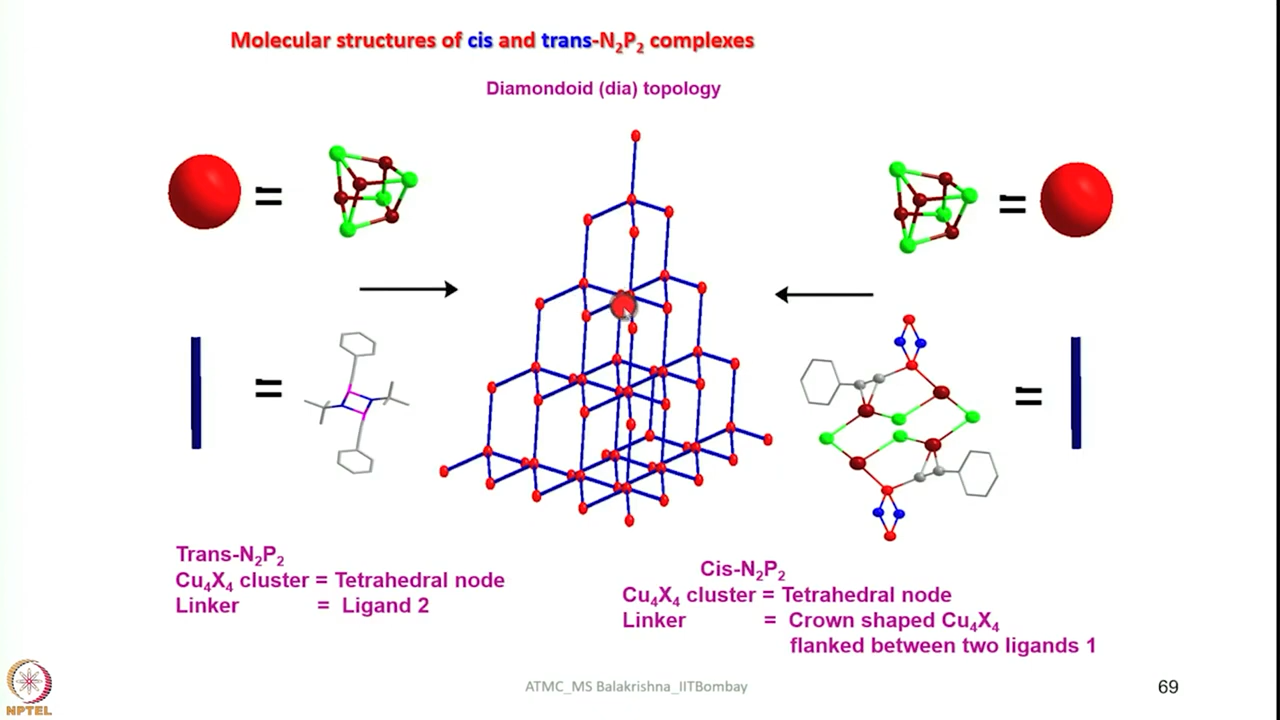 Molecular structures of cis and trans-N₂P₂ complexes
Diamondoid (dia) topology
=
=
=
=
Trans-N₂P₂
Cu₄X₄ cluster = Tetrahedral node
Linker = Ligand 2
Cis-N₂P₂
Cu₄X₄ cluster = Tetrahedral node
Linker = Crown shaped Cu₄X₄
flanked between two ligands 1
NPTEL
ATMC_MS Balakrishna_IITBombay
69